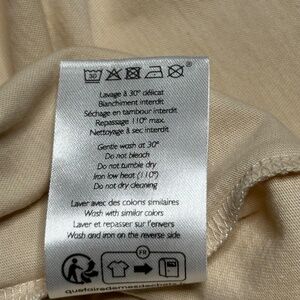 30
Lavage à 30° délicat
Blanchiment interdit
Séchage en tambour interdit
Repassage 110° max.
Nettoyage à sec interdit
Gentle wash at 30°
Do not bleach
Do not tumble dry
Iron low heat (110°)
Do not dry cleaning
Laver avec des colors similaires
Wash with similar colors
Laver et repasser sur l'envers
Wash and iron on the reverse side
FR
quefairedemesdechets